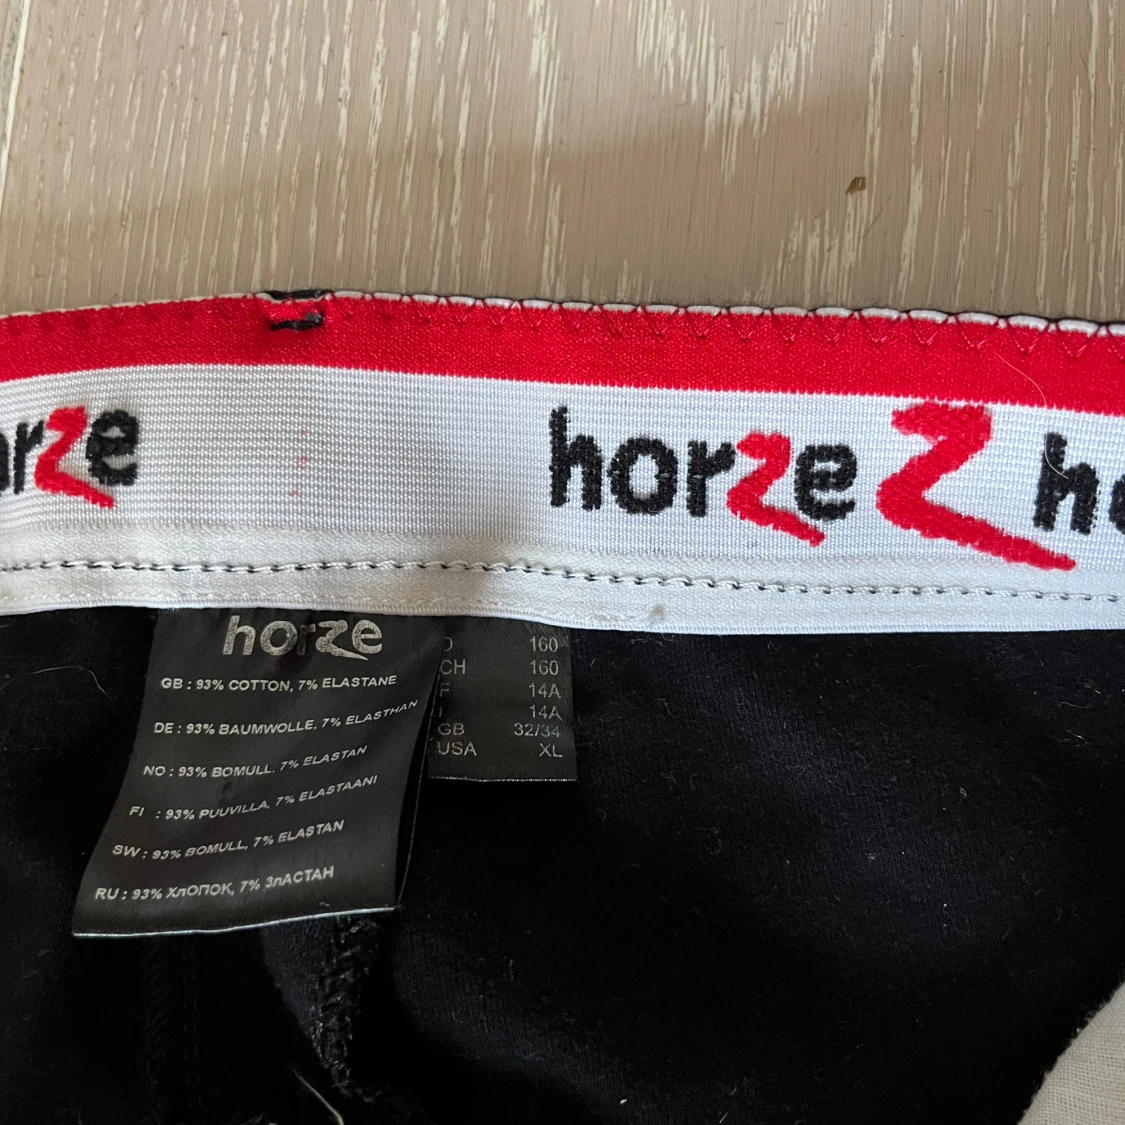 horze Z
horze
GB : 93% COTTON, 7% ELASTANE
DE : 93% BAUMWOLLE, 7% ELASTHAN
NO : 93% BOMULL, 7% ELASTAN
FI : 93% PUUVILLA, 7% ELASTAANI
SW : 93% BOMULL, 7% ELASTAN
RU : 93% ХлОПОК, 7% ЗлАСТАН
160
CH 160
F 14A
14A
GB 32/34
USA XL